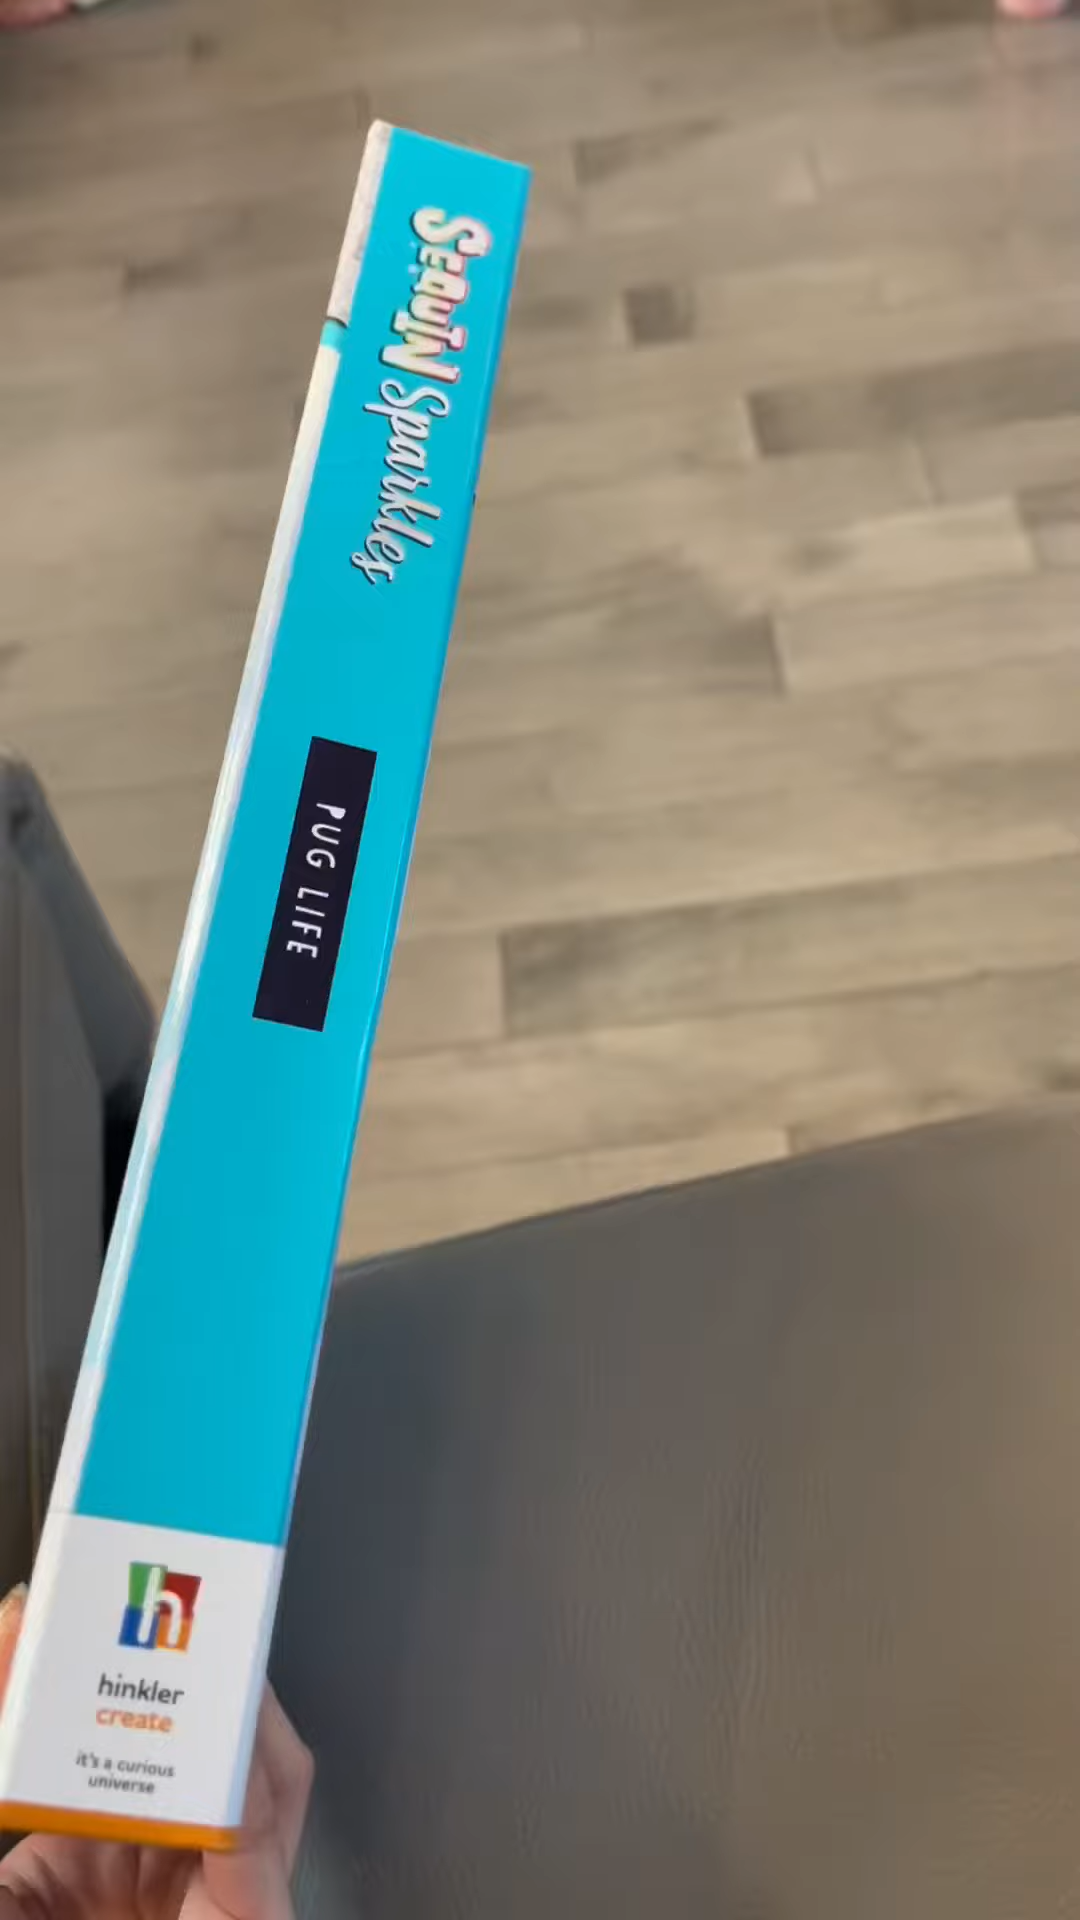 SEQUIN Sparkles
PUG LIFE
h
hinkler
create
it's a curious
universe